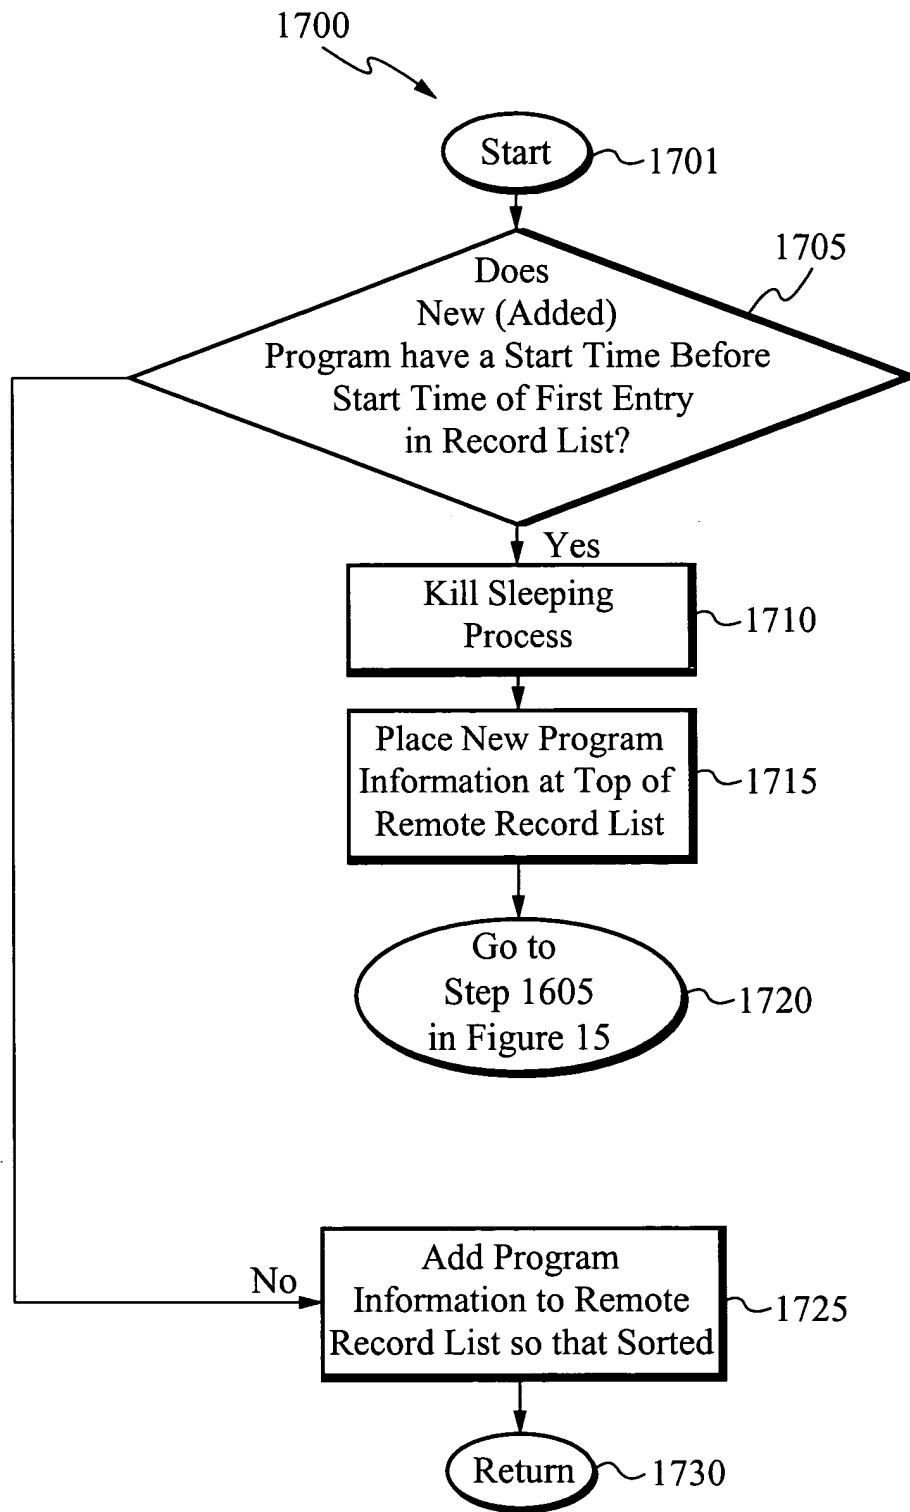 1700
Start
1701
1705
Does
New (Added)
Program have a Start Time Before
Start Time of First Entry
in Record List?
Yes
Kill Sleeping
Process
1710
Place New Program
Information at Top of
Remote Record List
1715
Go to
Step 1605
in Figure 15
1720
No
Add Program
Information to Remote
Record List so that Sorted
1725
Return
1730